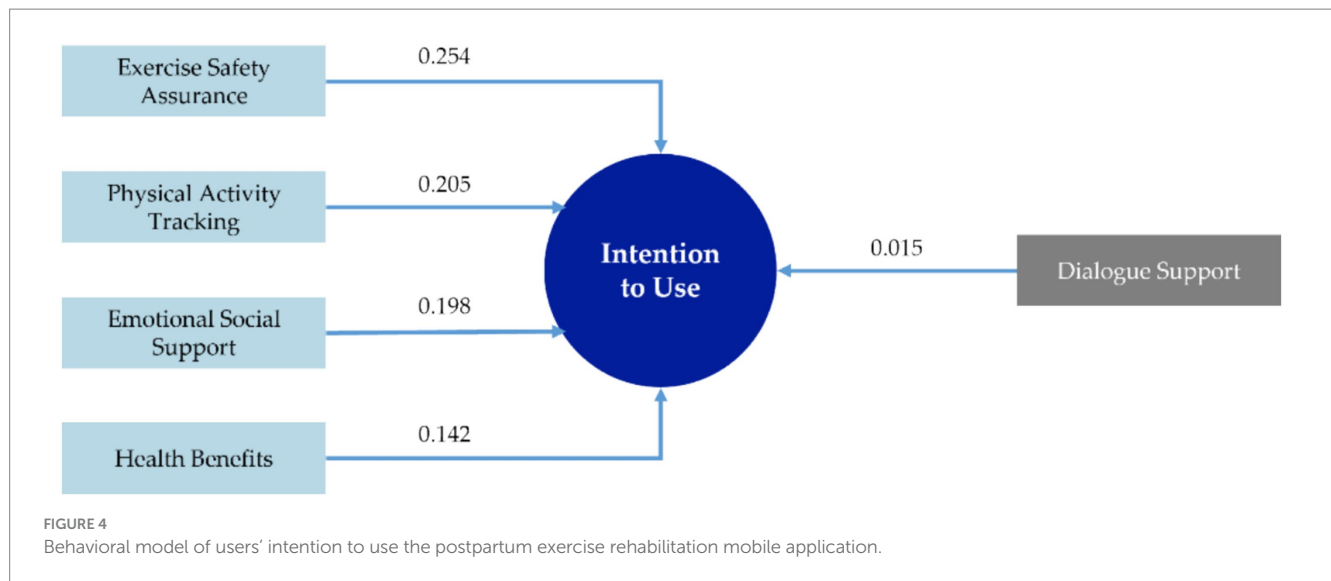 Exercise Safety
Assurance
0.254
Physical Activity
Tracking
0.205
Emotional Social
Support
0.198
Health Benefits
0.142
Intention
to Use
0.015
Dialogue Support
FIGURE 4
Behavioral model of users’ intention to use the postpartum exercise rehabilitation mobile application.